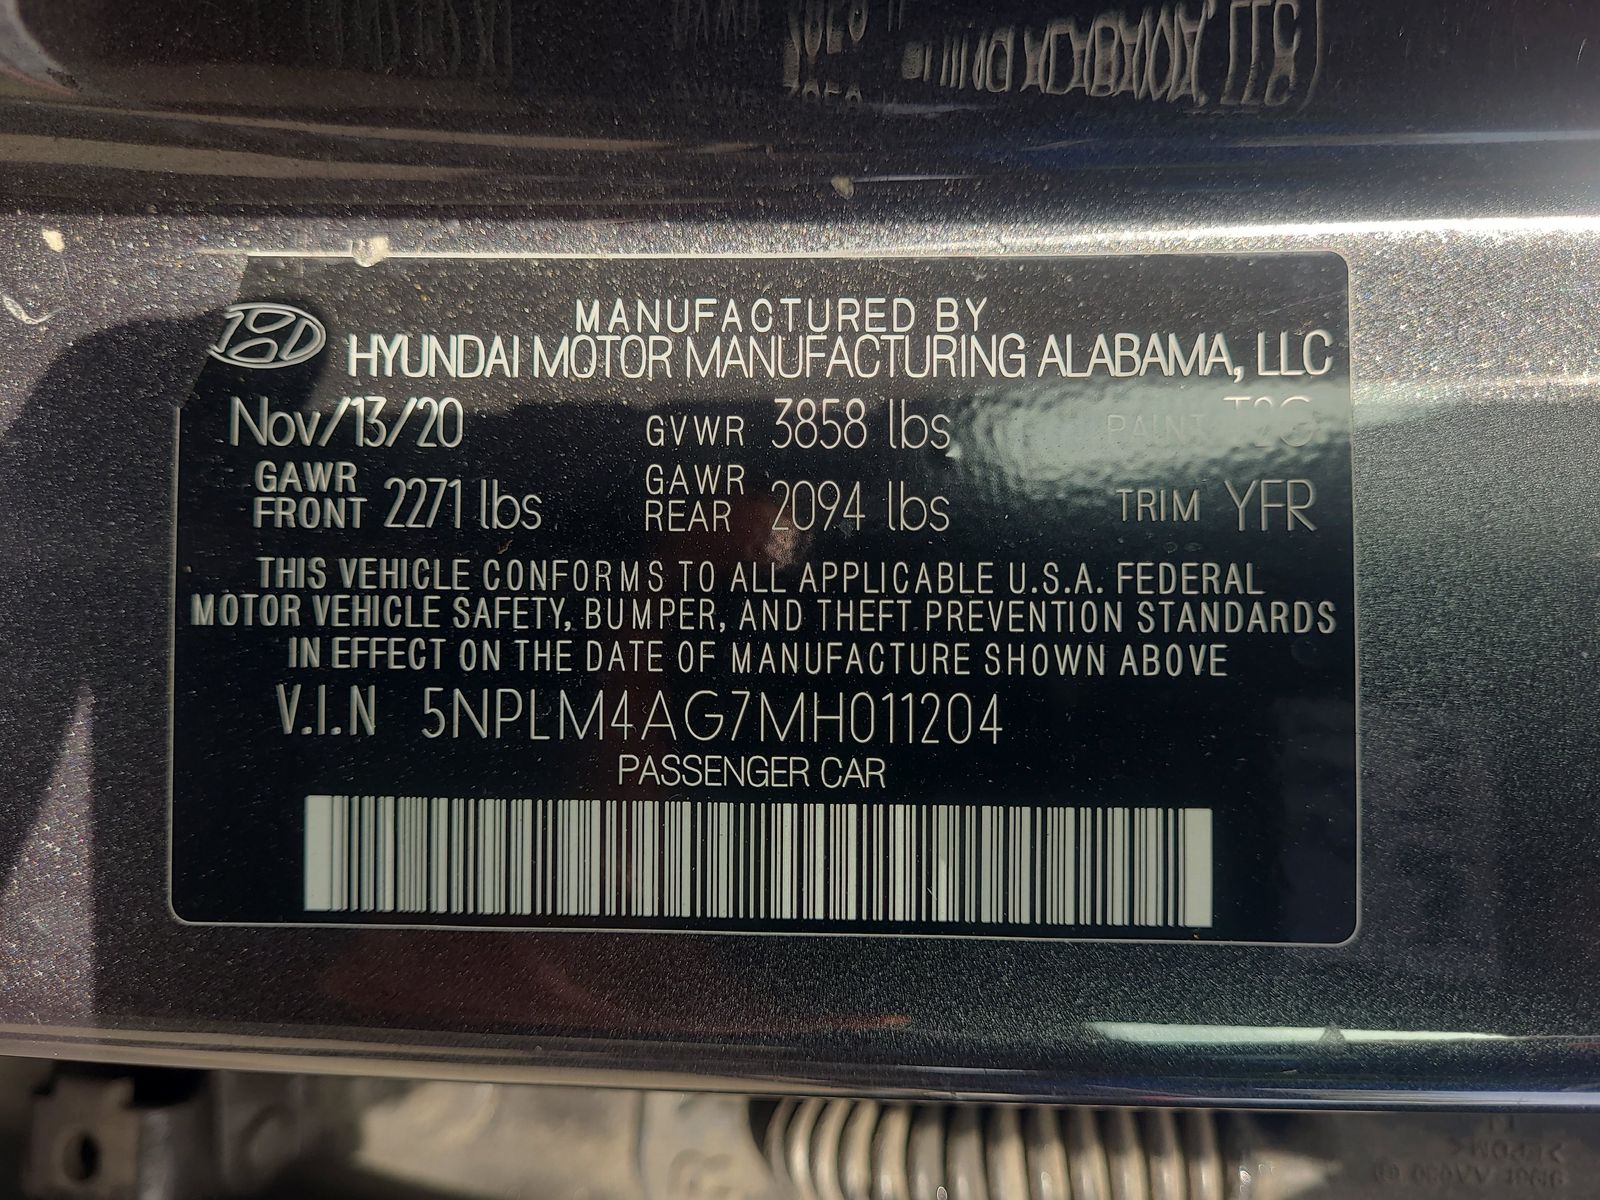 MANUFACTURED BY
HYUNDAI MOTOR MANUFACTURING ALABAMA, LLC
Nov/13/20 GVWR 3858 lbs PAINT
GAWR FRONT 2271 lbs GAWR REAR 2094 lbs TRIM YFR
THIS VEHICLE CONFORMS TO ALL APPLICABLE U.S.A. FEDERAL
MOTOR VEHICLE SAFETY, BUMPER, AND THEFT PREVENTION STANDARDS
IN EFFECT ON THE DATE OF MANUFACTURE SHOWN ABOVE
V.I.N 5NPLM4AG7MH011204
PASSENGER CAR